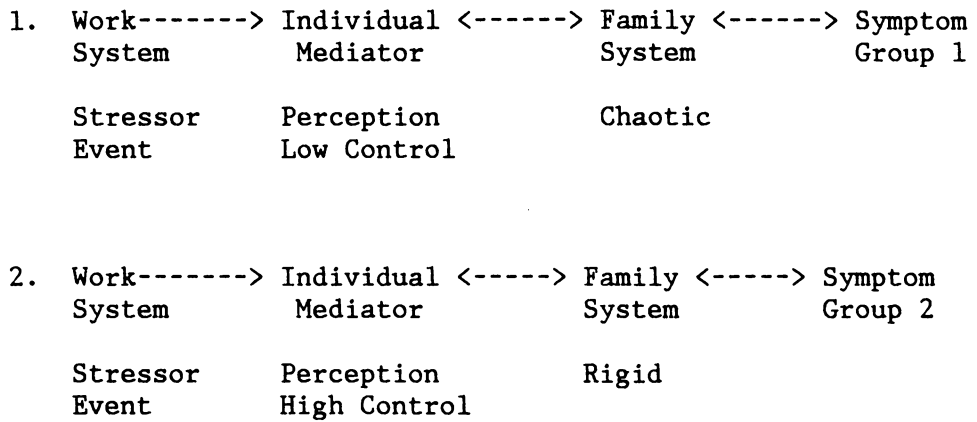 1. Work-------> Individual <------> Family <------> Symptom
System Mediator System Group 1
Stressor Perception Chaotic
Event Low Control
2. Work-------> Individual <-----> Family <-----> Symptom
System Mediator System Group 2
Stressor Perception Rigid
Event High Control